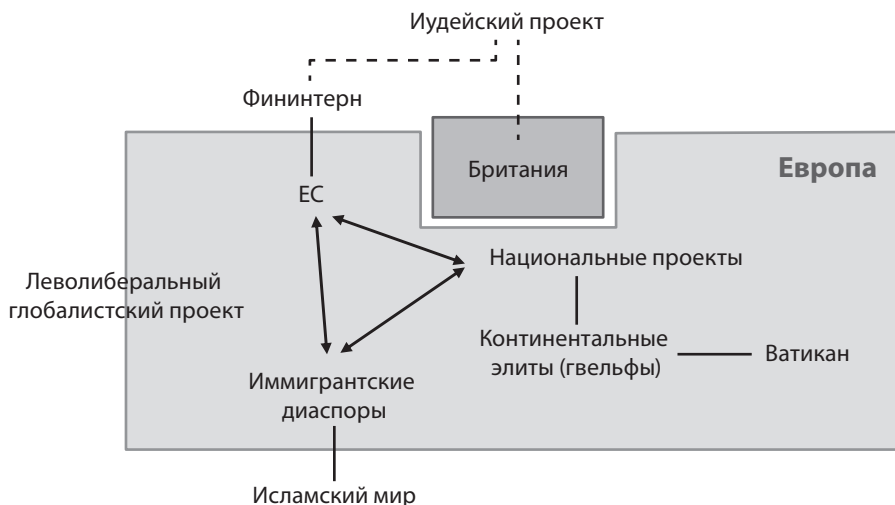 Иудейский проект
Фининтерн
Британия
Европа
ЕС
Национальные проекты
Леволиберальный
глобалистский проект
Континентальные
элиты (гвельфы)
Ватикан
Иммигрантские
диаспоры
Исламский мир